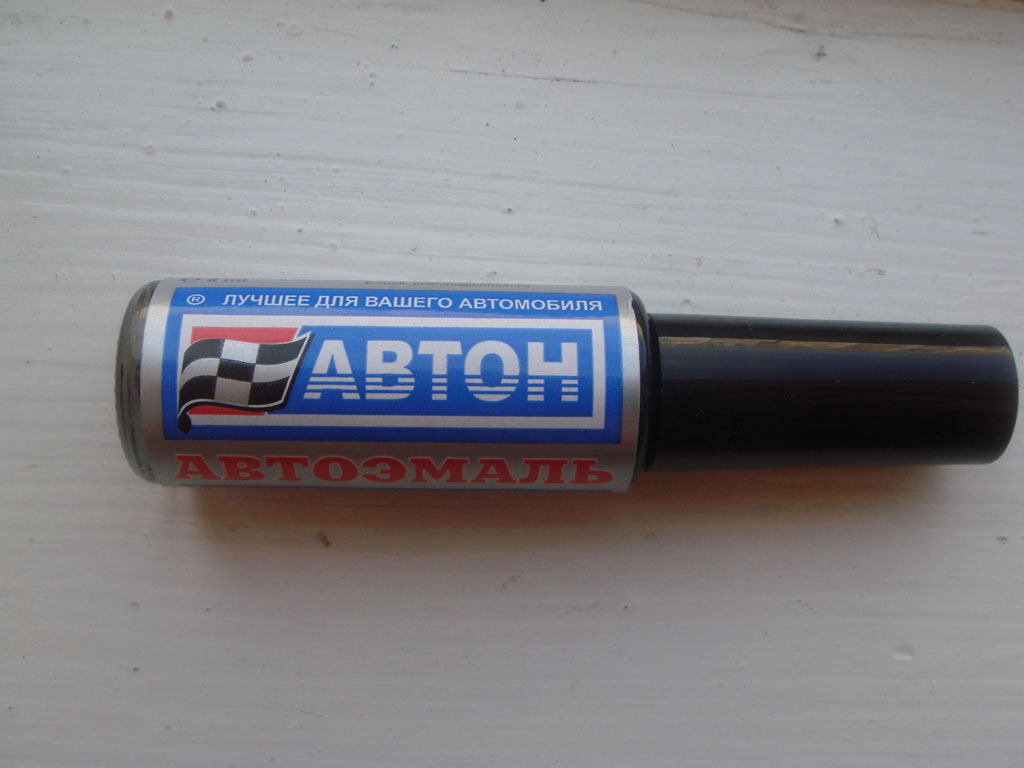 ® ЛУЧШЕЕ ДЛЯ ВАШЕГО АВТОМОБИЛЯ
АВТОН
АВТОЭМАЛЬ